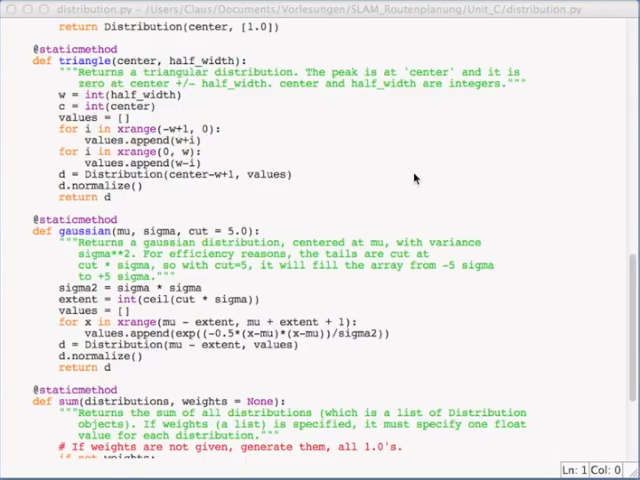 distribution.py - /Users/Claus/Documents/Vorlesungen/SLAM_Routenplanung/Unit_C/distribution.py
return Distribution(center, [1.0])
@staticmethod
def triangle(center, half_width):
"""Returns a triangular distribution. The peak is at 'center' and it is
zero at center +/- half_width. center and half_width are integers."""
w = int(half_width)
c = int(center)
values = []
for i in xrange(-w+1, 0):
values.append(w+i)
for i in xrange(0, w):
values.append(w-i)
d = Distribution(center-w+1, values)
d.normalize()
return d
@staticmethod
def gaussian(mu, sigma, cut = 5.0):
"""Returns a gaussian distribution, centered at mu, with variance
sigma**2. For efficiency reasons, the tails are cut at
cut * sigma, so with cut=5, it will fill the array from -5 sigma
to +5 sigma."""
sigma2 = sigma * sigma
extent = int(ceil(cut * sigma))
values = []
for x in xrange(mu - extent, mu + extent + 1):
values.append(exp((-0.5*(x-mu)*(x-mu))/sigma2))
d = Distribution(mu - extent, values)
d.normalize()
return d
@staticmethod
def sum(distributions, weights = None):
"""Returns the sum of all distributions (which is a list of Distribution
objects). If weights (a list) is specified, it must specify one float
value for each distribution."""
# If weights are not given, generate them, all 1.0's.
if not weights:
Ln: 1 Col: 0